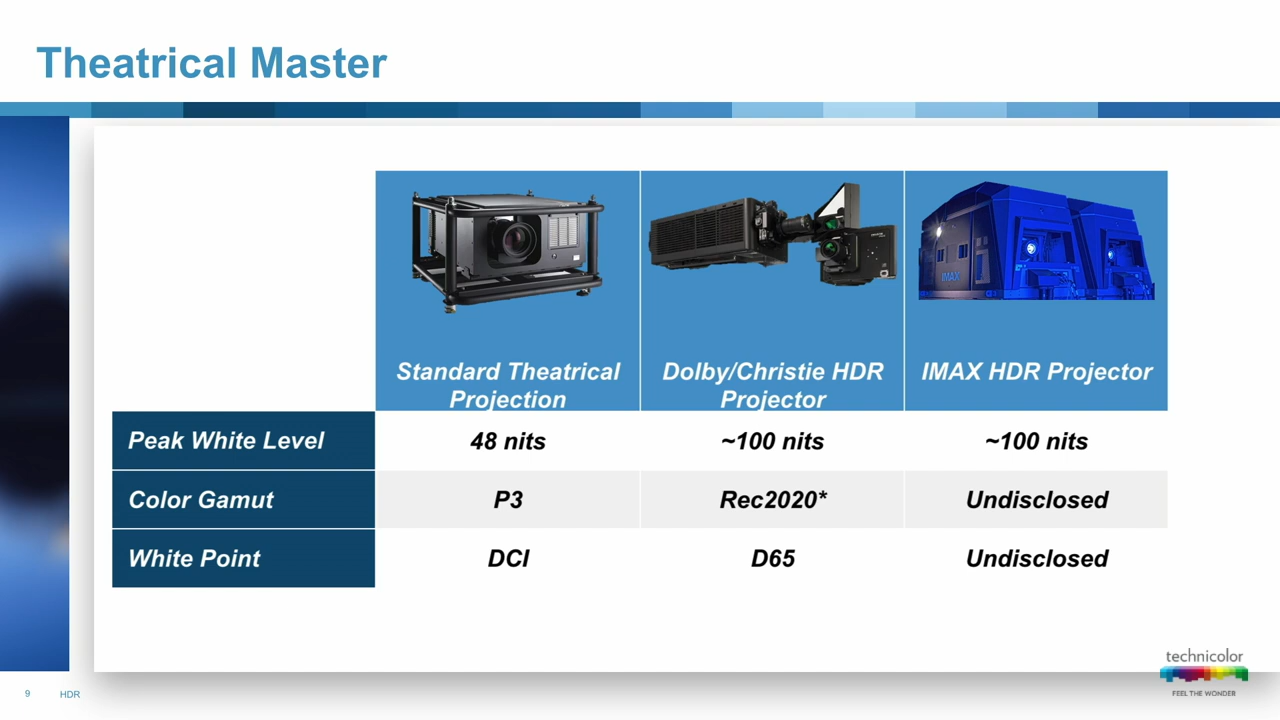 Theatrical Master
IMAX
Standard Theatrical
Projection
Dolby/Christie HDR
Projector
IMAX HDR Projector
Peak White Level
48 nits
~100 nits
~100 nits
Color Gamut
P3
Rec2020*
Undisclosed
White Point
DCI
D65
Undisclosed
technicolor
FEEL THE WONDER
9
HDR